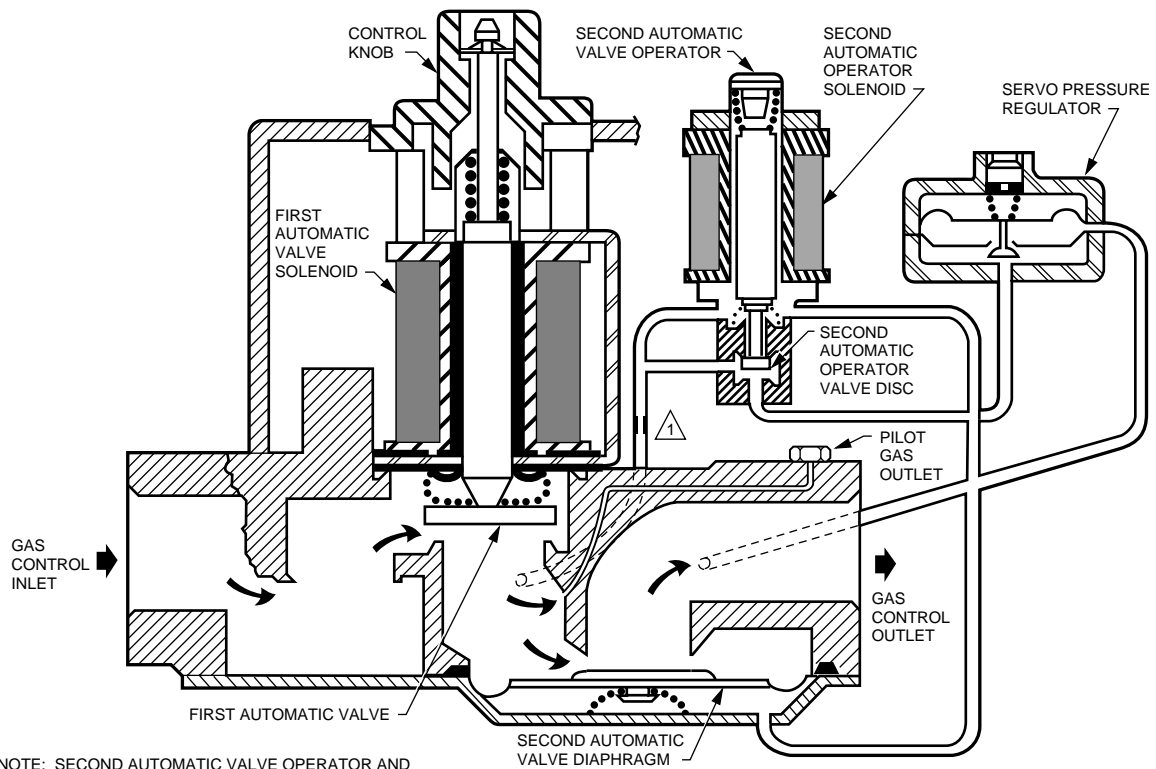 CONTROL
KNOB
SECOND AUTOMATIC
VALVE OPERATOR
SECOND
AUTOMATIC
OPERATOR
SOLENOID
SERVO PRESSURE
REGULATOR
FIRST
AUTOMATIC
VALVE
SOLENOID
SECOND
AUTOMATIC
OPERATOR
VALVE DISC
1
PILOT
GAS
OUTLET
GAS
CONTROL
INLET
GAS
CONTROL
OUTLET
FIRST AUTOMATIC VALVE
SECOND AUTOMATIC
VALVE DIAPHRAGM
NOTE: SECOND AUTOMATIC VALVE OPERATOR AND